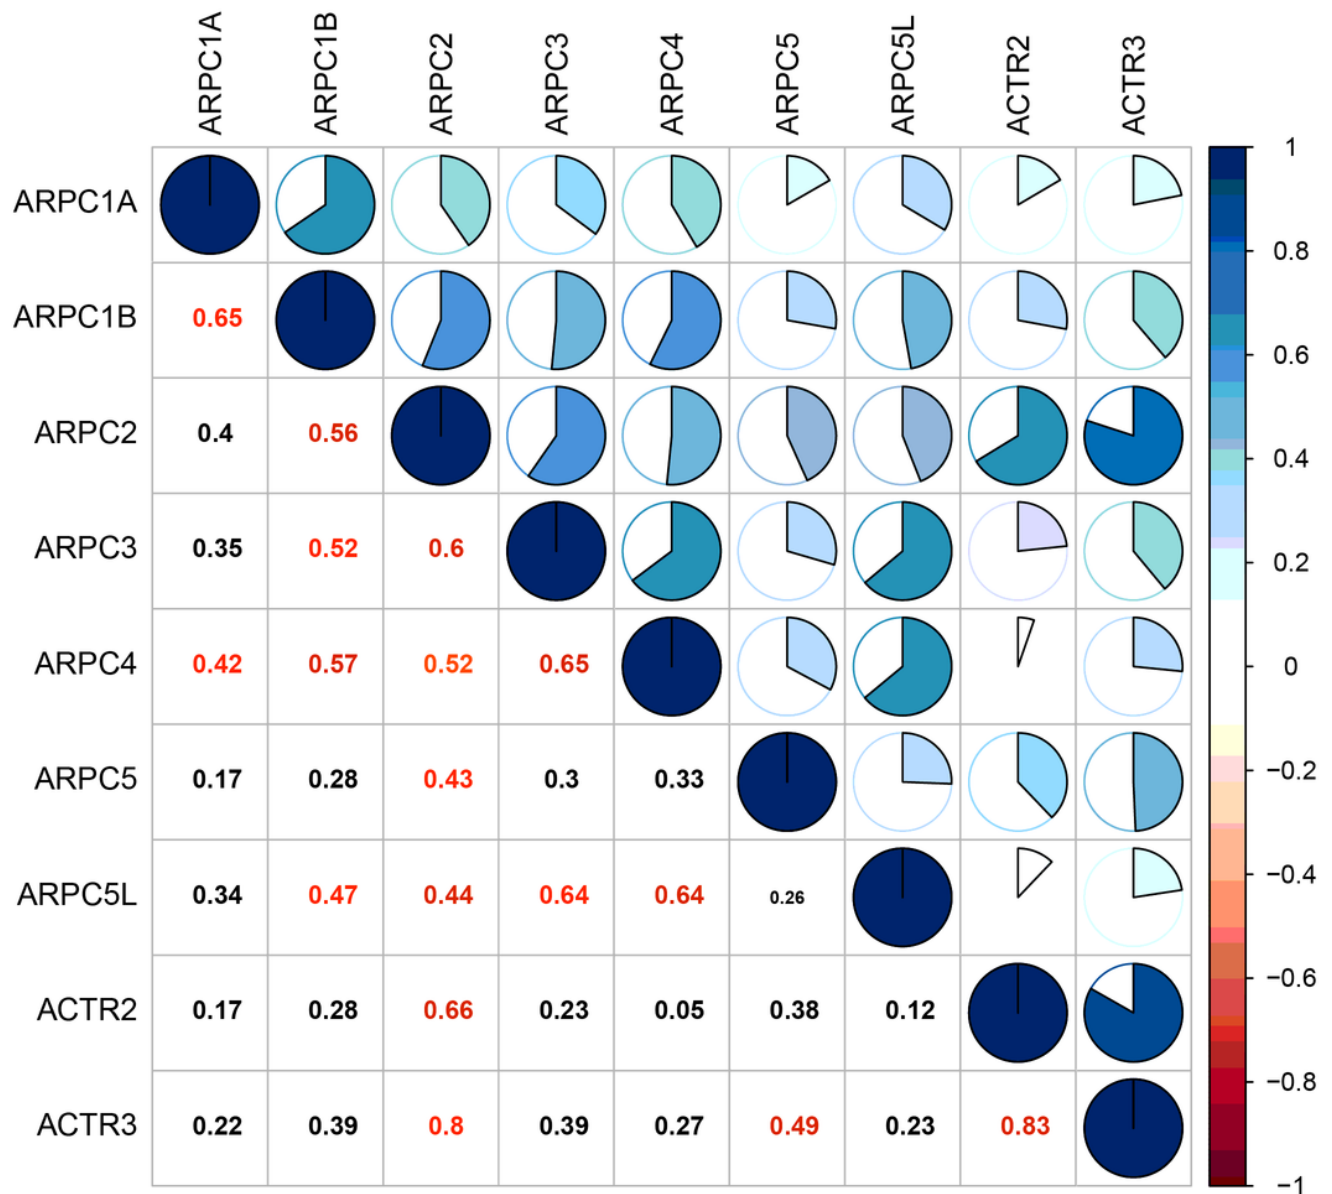 ARPC1A ARPC1B ARPC2 ARPC3 ARPC4 ARPC5 ARPC5L ACTR2 ACTR3
1
ARPC1A
0.8
ARPC1B 0.65
0.6
ARPC2 0.4 0.56
0.4
ARPC3 0.35 0.52 0.6
0.2
ARPC4 0.42 0.57 0.52 0.65
0
ARPC5 0.17 0.28 0.43 0.3 0.33
−0.2
ARPC5L 0.34 0.47 0.44 0.64 0.64 0.26
−0.4
ACTR2 0.17 0.28 0.66 0.23 0.05 0.38 0.12
−0.6
−0.8
ACTR3 0.22 0.39 0.8 0.39 0.27 0.49 0.23 0.83
−1